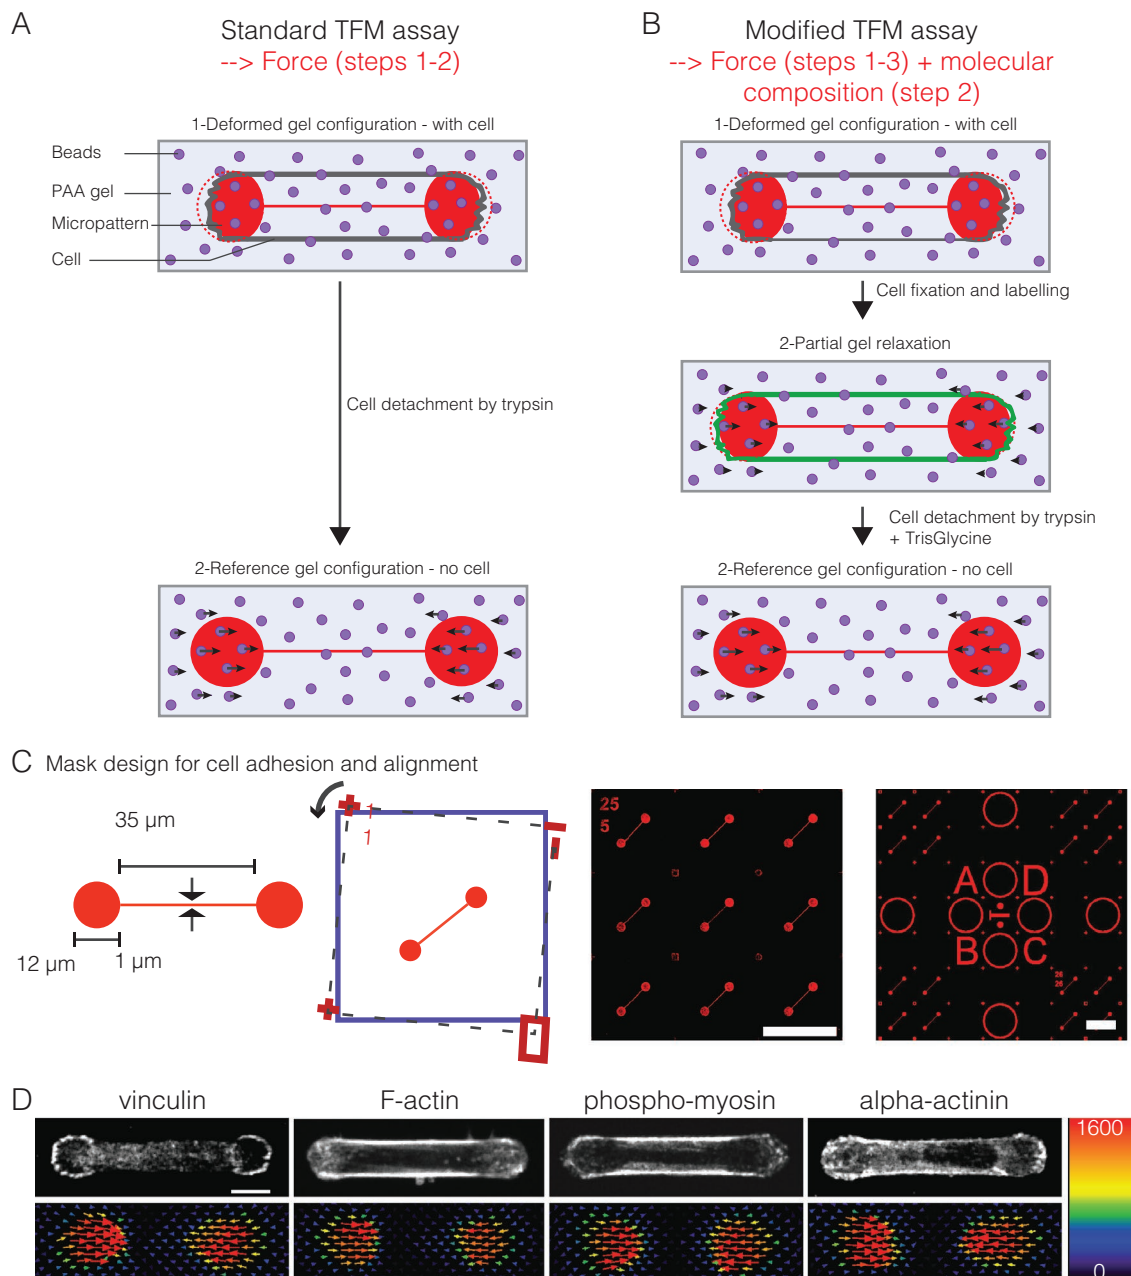 A
Standard TFM assay
--> Force (steps 1-2)
1-Deformed gel configuration - with cell
Beads
PAA gel
Micropattern
Cell
Cell detachment by trypsin
2-Reference gel configuration - no cell
B
Modified TFM assay
--> Force (steps 1-3) + molecular
composition (step 2)
1-Deformed gel configuration - with cell
Cell fixation and labelling
2-Partial gel relaxation
Cell detachment by trypsin
+ TrisGlycine
2-Reference gel configuration - no cell
C Mask design for cell adhesion and alignment
35 µm
12 µm
1 µm
1
1
25
5
A D
B C
26
26
D
vinculin
F-actin
phospho-myosin
alpha-actinin
1600
0